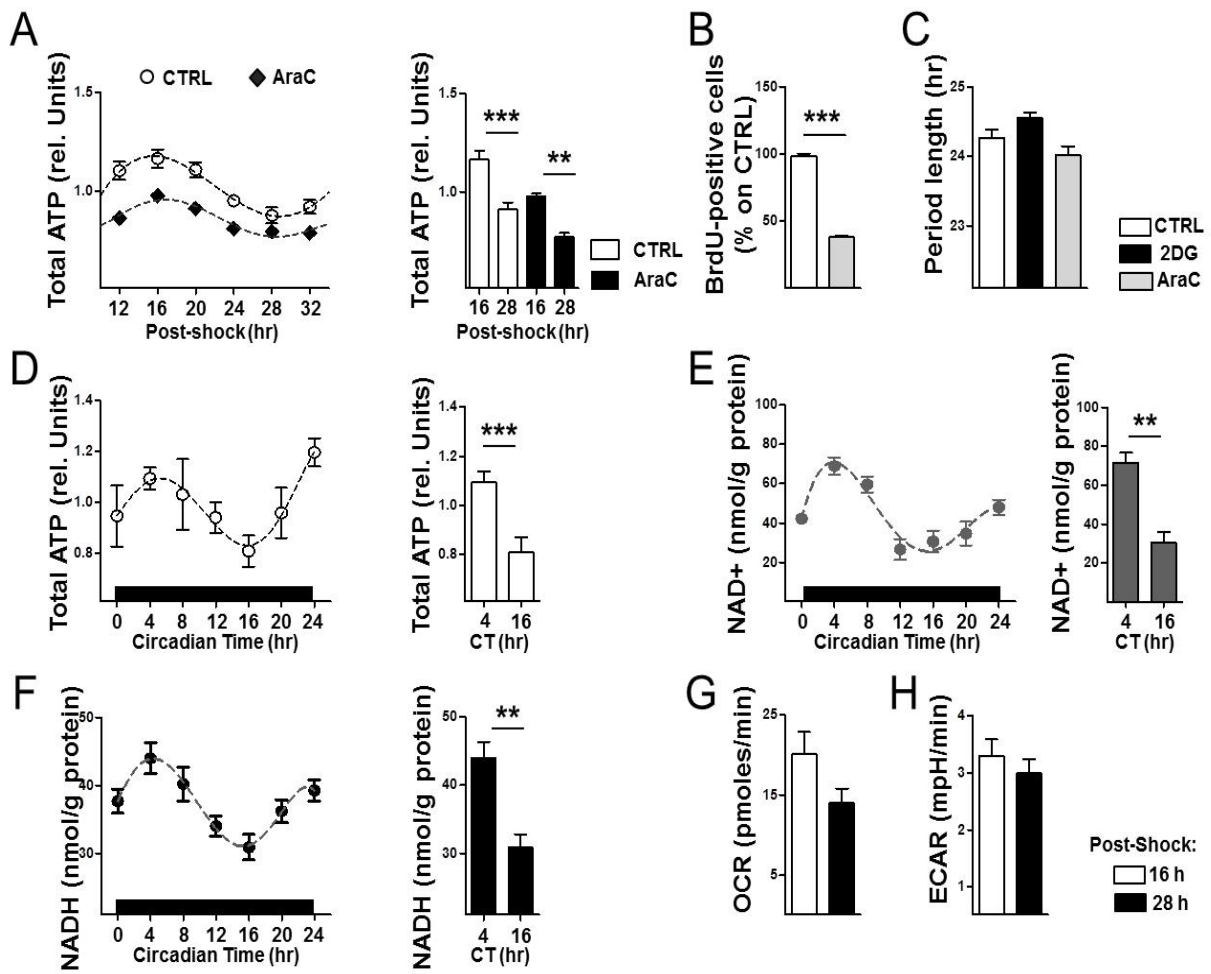 A
CTRL
AraC
Total ATP (rel. Units)
1.5
1.0
12 16 20 24 28 32
Post-shock (hr)
Total ATP (rel. Units)
1.5
1.0
***
**
16 28 16 28
Post-shock (hr)
CTRL
AraC
B
BrdU-positive cells
(% on CTRL)
150
100
50
***
C
Period length (hr)
25
24
23
CTRL
2DG
AraC
D
Total ATP (rel. Units)
1.4
1.2
1.0
0.8
0 4 8 12 16 20 24
Circadian Time (hr)
Total ATP (rel. Units)
1.4
1.2
1.0
0.8
***
4 16
CT (hr)
E
NAD+ (nmol/g protein)
100
80
60
40
20
0 4 8 12 16 20 24
Circadian Time (hr)
NAD+ (nmol/g protein)
100
80
60
40
20
**
4 16
CT (hr)
F
NADH (nmol/g protein)
50
40
30
0 4 8 12 16 20 24
Circadian Time (hr)
NADH (nmol/g protein)
50
40
30
**
4 16
CT (hr)
G
OCR (pmoles/min)
25
15
5
H
ECAR (mpH/min)
4
3
2
1
Post-Shock:
16 h
28 h